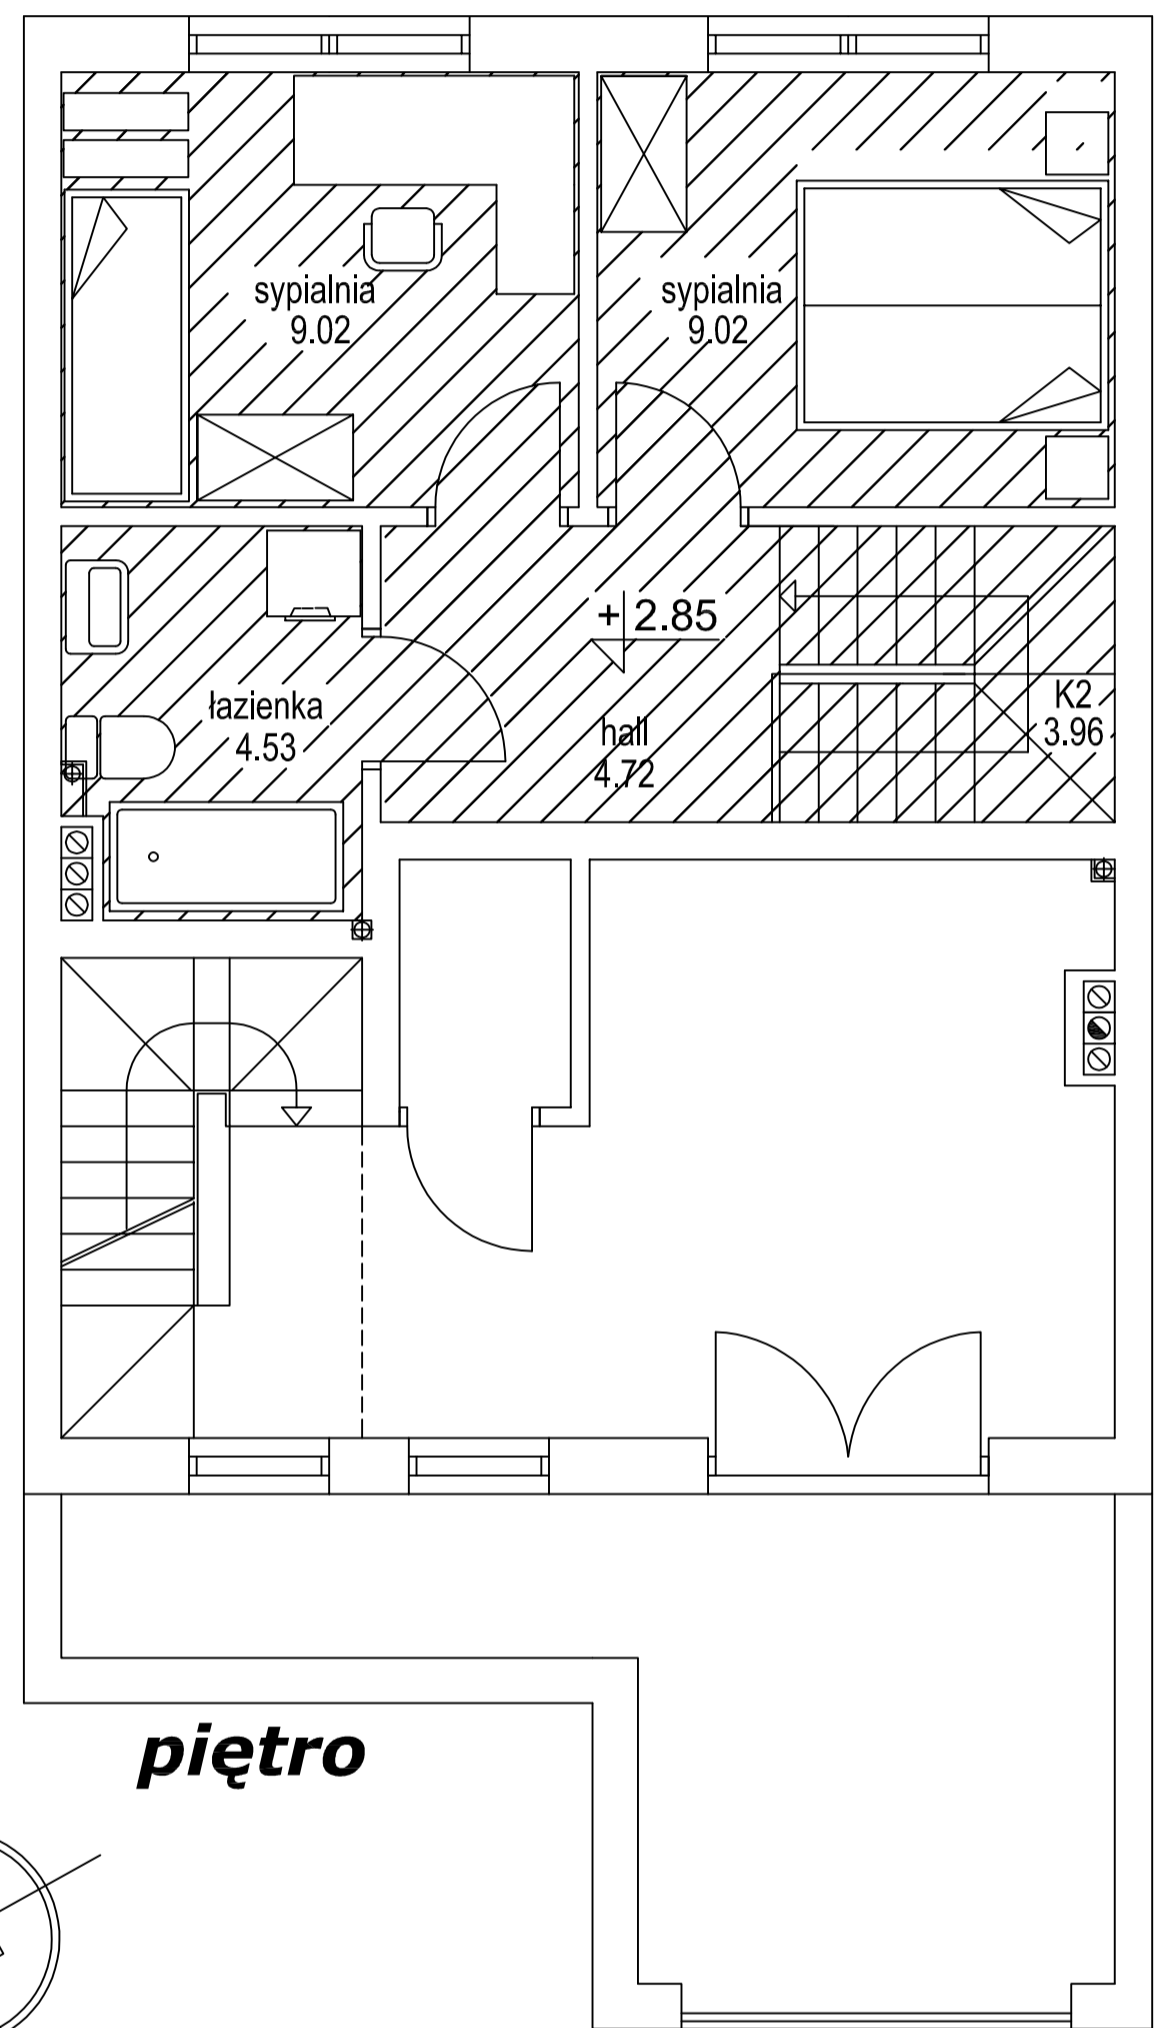 sypialnia
9.02
sypialnia
9.02
+ 2.85
łazienka
4.53
hall
4.72
K2
3.96
piętro